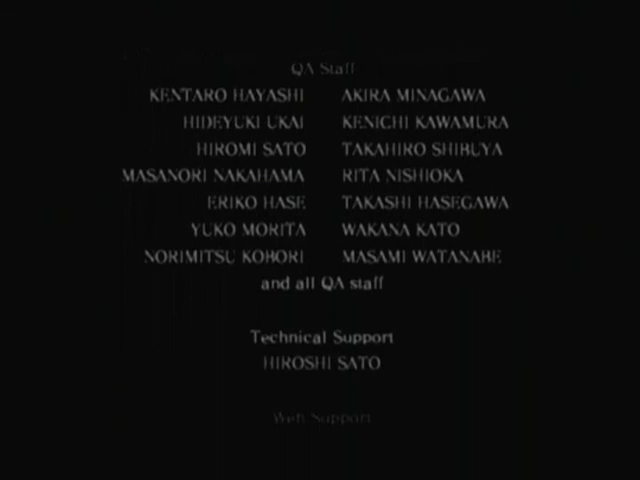 QA Staff
KENTARO HAYASHI AKIRA MINAGAWA
HIDEYUKI UKAI KENICHI KAWAMURA
HIROMI SATO TAKAHIRO SHIBUYA
MASANORI NAKAHAMA RITA NISHIOKA
ERIKO HASE TAKASHI HASEGAWA
YUKO MORITA WAKANA KATO
NORIMITSU KOBORI MASAMI WATANABE
and all QA staff
Technical Support
HIROSHI SATO
Web Support